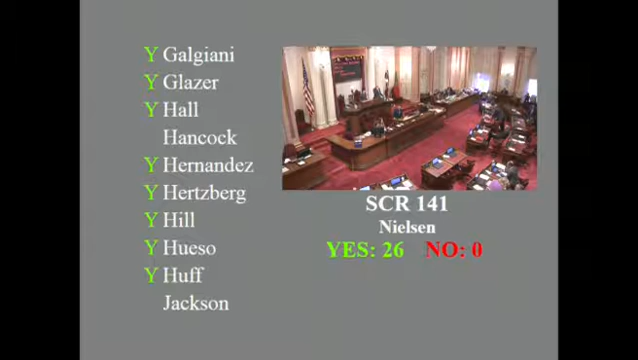 Y Galgiani
Y Glazer
Y Hall
Hancock
Y Hernandez
Y Hertzberg
Y Hill
Y Hueso
Y Huff
Jackson
SCR 141
Nielsen
YES: 26 NO: 0